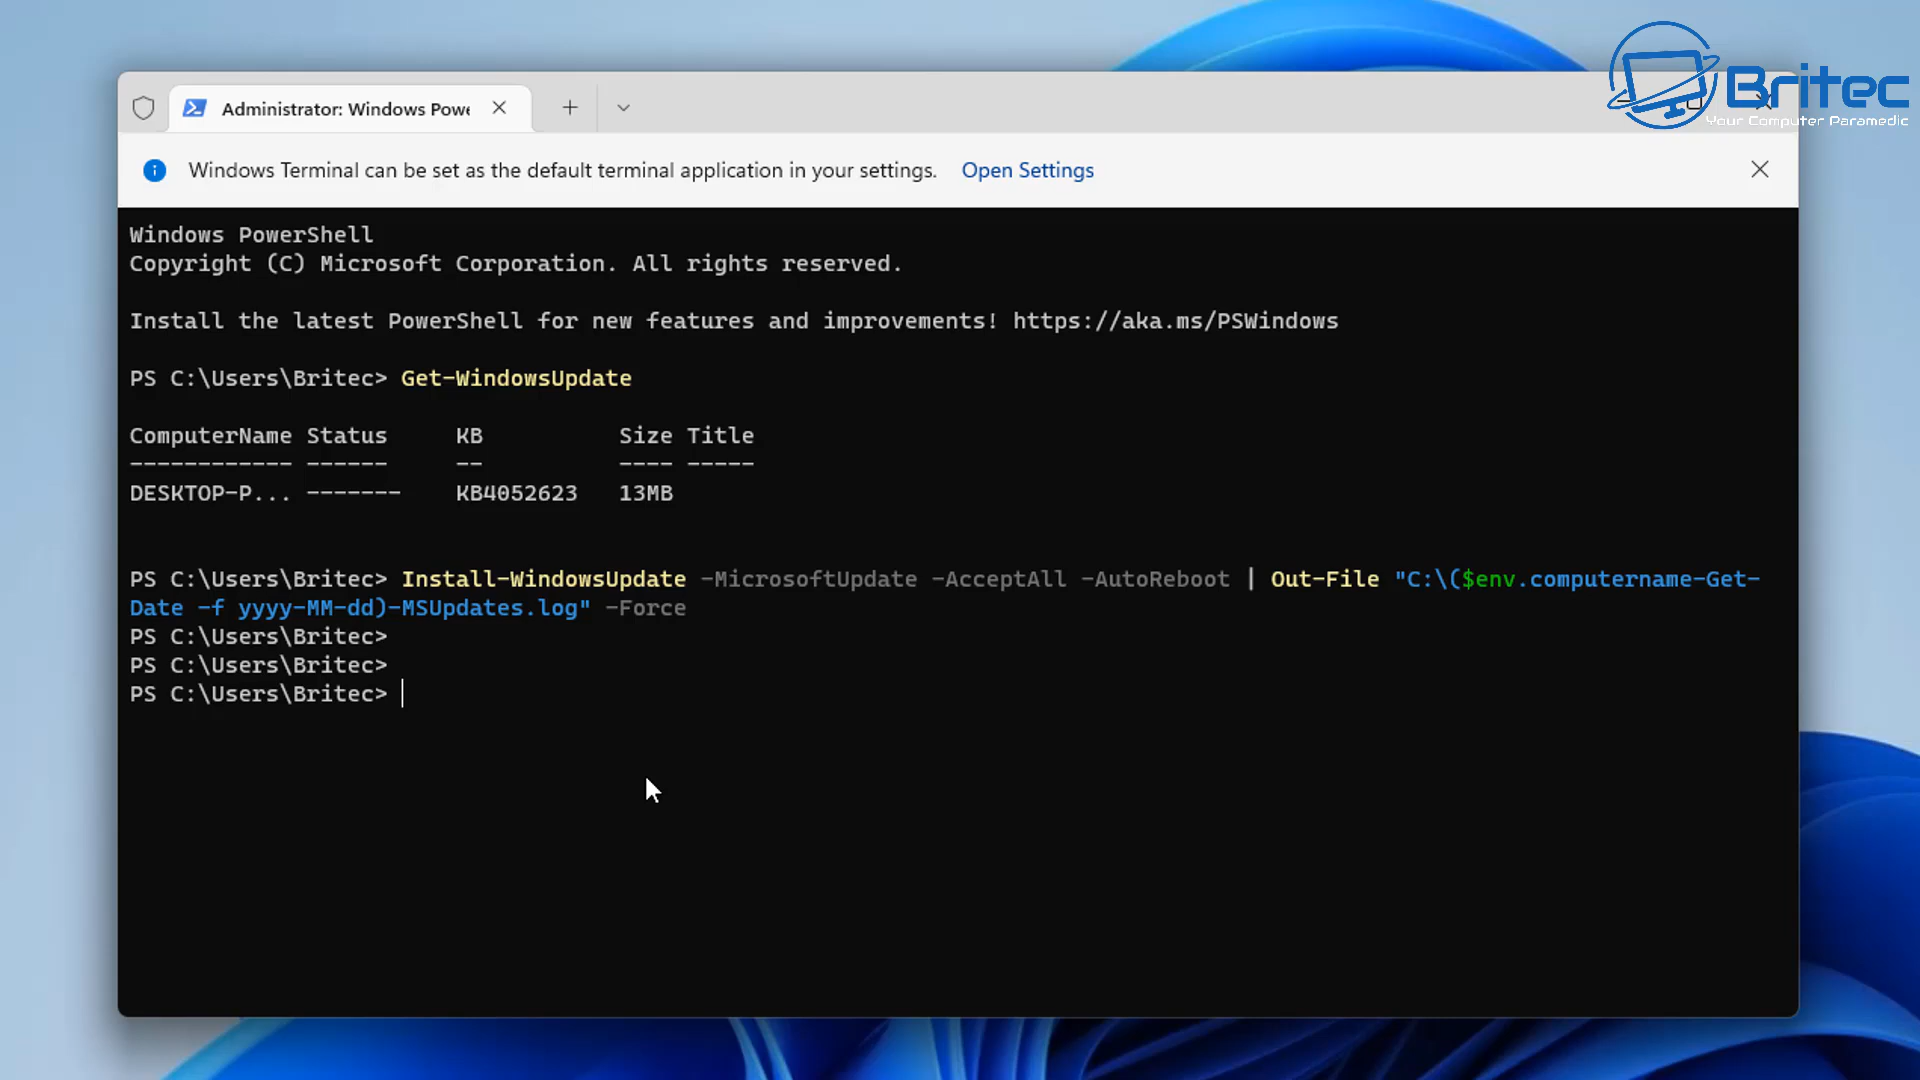 Britec
Your Computer Paramedic
Administrator: Windows Powe
Windows Terminal can be set as the default terminal application in your settings. Open Settings
Windows PowerShell
Copyright (C) Microsoft Corporation. All rights reserved.
Install the latest PowerShell for new features and improvements! https://aka.ms/PSWindows
PS C:\Users\Britec> Get-WindowsUpdate
ComputerName Status     KB          Size Title
------------ ------     --          ---- -----
DESKTOP-P... -------    KB4052623   13MB
PS C:\Users\Britec> Install-WindowsUpdate -MicrosoftUpdate -AcceptAll -AutoReboot | Out-File "C:\($env.computername-Get-
Date -f yyyy-MM-dd)-MSUpdates.log" -Force
PS C:\Users\Britec>
PS C:\Users\Britec>
PS C:\Users\Britec>